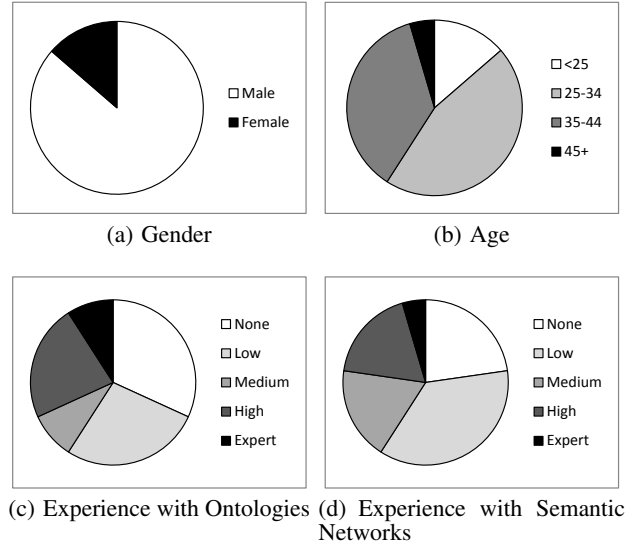 Male
Female
(a) Gender
<25
25-34
35-44
45+
(b) Age
None
Low
Medium
High
Expert
(c) Experience with Ontologies
None
Low
Medium
High
Expert
(d) Experience with Semantic
Networks